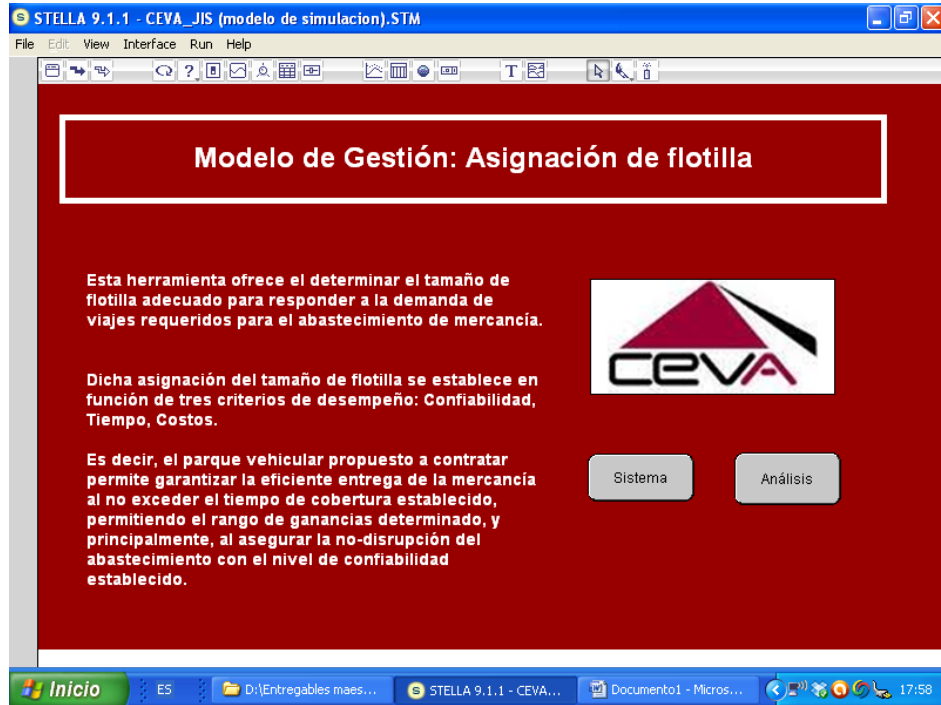 STELLA 9.1.1 - CEVA_JIS (modelo de simulacion).STM
File Edit View Interface Run Help
Modelo de Gestión: Asignación de flotilla
Esta herramienta ofrece el determinar el tamaño de
flotilla adecuado para responder a la demanda de
viajes requeridos para el abastecimiento de mercancía.
Dicha asignación del tamaño de flotilla se establece en
función de tres criterios de desempeño: Confiabilidad,
Tiempo, Costos.
Es decir, el parque vehicular propuesto a contratar
permite garantizar la eficiente entrega de la mercancía
al no exceder el tiempo de cobertura establecido,
permitiendo el rango de ganancias determinado, y
principalmente, al asegurar la no-disrupción del
abastecimiento con el nivel de confiabilidad
establecido.
CEVA
Sistema
Análisis
Inicio ES D:\Entregables maes... STELLA 9.1.1 - CEVA... Documento1 - Micros... 17:58